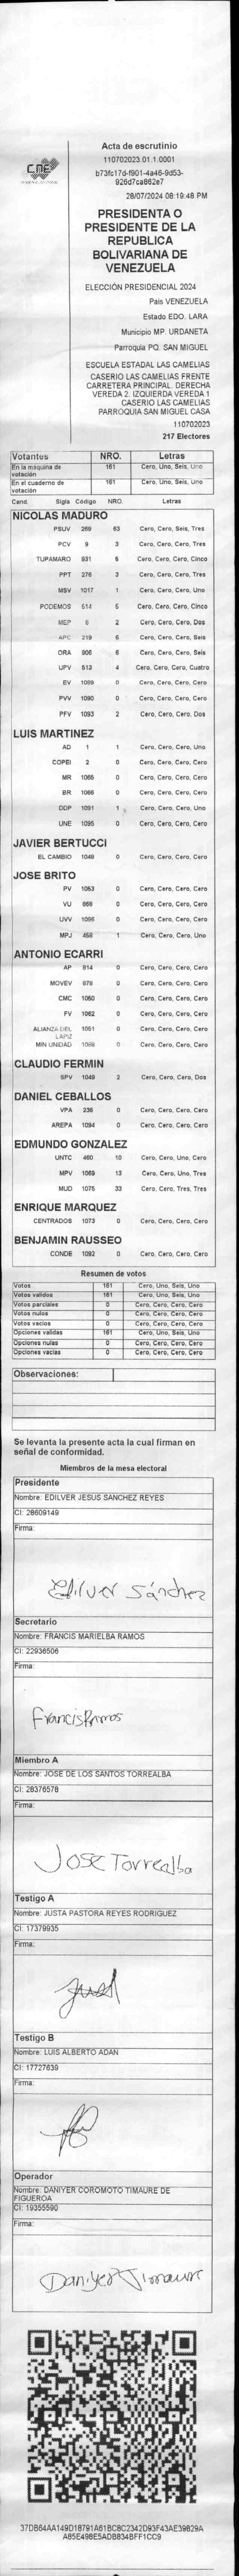 CNE
Acta de escrutinio
110702023.01.1.0001
b73fc17d-f901-4a46-9d53-
926d7ca862e7
28/07/2024 08:19:48 PM
PRESIDENTA O
PRESIDENTE DE LA
REPUBLICA
BOLIVARIANA DE
VENEZUELA
ELECCIÓN PRESIDENCIAL 2024
País VENEZUELA
Estado EDO. LARA
Municipio MP. URDANETA
Parroquia PQ. SAN MIGUEL
ESCUELA ESTADAL LAS CAMELIAS
CASERIO LAS CAMELIAS FRENTE
CARRETERA PRINCIPAL. DERECHA
VEREDA 2. IZQUIERDA VEREDA 1
CASERIO LAS CAMELIAS
PARROQUIA SAN MIGUEL CASA
110702023
217 Electores
Votantes NRO. Letras
En la máquina de votación 161 Cero, Uno, Seis, Uno
En el cuaderno de votación 161 Cero, Uno, Seis, Uno
Cand. Sigla Código NRO. Letras
NICOLAS MADURO
PSUV 269 63 Cero, Cero, Seis, Tres
PCV 9 3 Cero, Cero, Cero, Tres
TUPAMARO 931 5 Cero, Cero, Cero, Cinco
PPT 276 3 Cero, Cero, Cero, Tres
MSV 1017 1 Cero, Cero, Cero, Uno
PODEMOS 514 5 Cero, Cero, Cero, Cinco
MEP 6 2 Cero, Cero, Cero, Dos
APC 219 6 Cero, Cero, Cero, Seis
ORA 906 6 Cero, Cero, Cero, Seis
UPV 513 4 Cero, Cero, Cero, Cuatro
EV 1089 0 Cero, Cero, Cero, Cero
PVV 1090 0 Cero, Cero, Cero, Cero
PFV 1093 2 Cero, Cero, Cero, Dos
LUIS MARTINEZ
AD 1 1 Cero, Cero, Cero, Uno
COPEI 2 0 Cero, Cero, Cero, Cero
MR 1065 0 Cero, Cero, Cero, Cero
BR 1066 0 Cero, Cero, Cero, Cero
DDP 1091 1 Cero, Cero, Cero, Uno
UNE 1095 0 Cero, Cero, Cero, Cero
JAVIER BERTUCCI
EL CAMBIO 1048 0 Cero, Cero, Cero, Cero
JOSE BRITO
PV 1053 0 Cero, Cero, Cero, Cero
VU 868 0 Cero, Cero, Cero, Cero
UVV 1096 0 Cero, Cero, Cero, Cero
MPJ 458 1 Cero, Cero, Cero, Uno
ANTONIO ECARRI
AP 814 0 Cero, Cero, Cero, Cero
MOVEV 878 0 Cero, Cero, Cero, Cero
CMC 1060 0 Cero, Cero, Cero, Cero
FV 1062 0 Cero, Cero, Cero, Cero
ALIANZA DEL LAPIZ 1051 0 Cero, Cero, Cero, Cero
MIN UNIDAD 1058 0 Cero, Cero, Cero, Cero
CLAUDIO FERMIN
SPV 1049 2 Cero, Cero, Cero, Dos
DANIEL CEBALLOS
VPA 236 0 Cero, Cero, Cero, Cero
AREPA 1094 0 Cero, Cero, Cero, Cero
EDMUNDO GONZALEZ
UNTC 460 10 Cero, Cero, Uno, Cero
MPV 1069 13 Cero, Cero, Uno, Tres
MUD 1075 33 Cero, Cero, Tres, Tres
ENRIQUE MARQUEZ
CENTRADOS 1073 0 Cero, Cero, Cero, Cero
BENJAMIN RAUSSEO
CONDE 1092 0 Cero, Cero, Cero, Cero
Resumen de votos
Votos 161 Cero, Uno, Seis, Uno
Votos validos 161 Cero, Uno, Seis, Uno
Votos parciales 0 Cero, Cero, Cero, Cero
Votos nulos 0 Cero, Cero, Cero, Cero
Votos vacios 0 Cero, Cero, Cero, Cero
Opciones validas 161 Cero, Uno, Seis, Uno
Opciones nulas 0 Cero, Cero, Cero, Cero
Opciones vacias 0 Cero, Cero, Cero, Cero
Observaciones:
Se levanta la presente acta la cual firman en
señal de conformidad.
Miembros de la mesa electoral
Presidente
Nombre: EDILVER JESUS SANCHEZ REYES
CI: 28609149
Firma:
Edilver Sánchez
Secretario
Nombre: FRANCIS MARIELBA RAMOS
CI: 22936506
Firma:
Francis Ramos
Miembro A
Nombre: JOSE DE LOS SANTOS TORREALBA
CI: 28376578
Firma:
Jose Torrealba
Testigo A
Nombre: JUSTA PASTORA REYES RODRIGUEZ
CI: 17379935
Firma:
Testigo B
Nombre: LUIS ALBERTO ADAN
CI: 17727639
Firma:
Operador
Nombre: DANIYER COROMOTO TIMAURE DE
FIGUEROA
CI: 19355590
Firma:
Daniyer Timaure
37DB64AA149D18791A61BC8C2342D93F43AE39829A
A85E498E5ADB834BFF1CC9